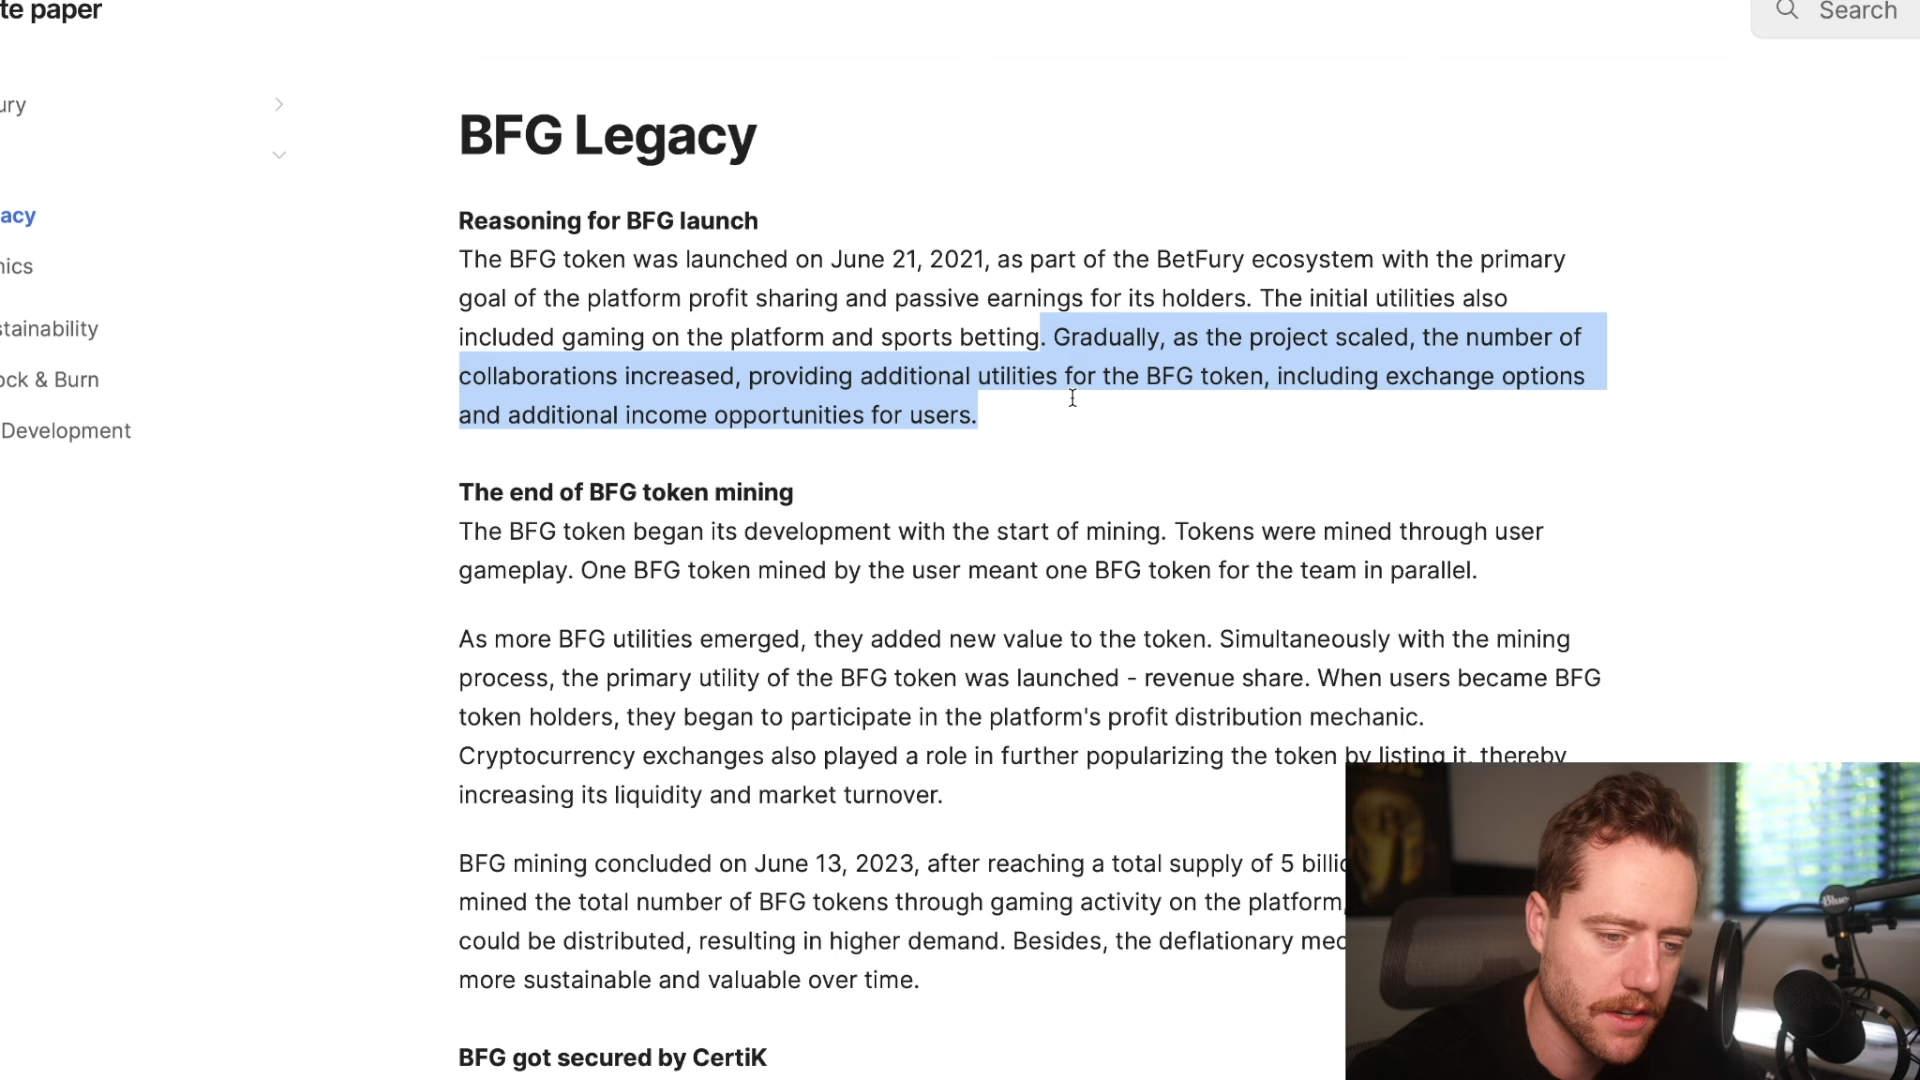 te paper
Search
ury
acy
nics
stainability
ock & Burn
Development
BFG Legacy
Reasoning for BFG launch
The BFG token was launched on June 21, 2021, as part of the BetFury ecosystem with the primary
goal of the platform profit sharing and passive earnings for its holders. The initial utilities also
included gaming on the platform and sports betting. Gradually, as the project scaled, the number of
collaborations increased, providing additional utilities for the BFG token, including exchange options
and additional income opportunities for users.
The end of BFG token mining
The BFG token began its development with the start of mining. Tokens were mined through user
gameplay. One BFG token mined by the user meant one BFG token for the team in parallel.
As more BFG utilities emerged, they added new value to the token. Simultaneously with the mining
process, the primary utility of the BFG token was launched - revenue share. When users became BFG
token holders, they began to participate in the platform's profit distribution mechanic.
Cryptocurrency exchanges also played a role in further popularizing the token by listing it, thereby
increasing its liquidity and market turnover.
BFG mining concluded on June 13, 2023, after reaching a total supply of 5 billic
mined the total number of BFG tokens through gaming activity on the platform,
could be distributed, resulting in higher demand. Besides, the deflationary mec
more sustainable and valuable over time.
BFG got secured by CertiK
Blue